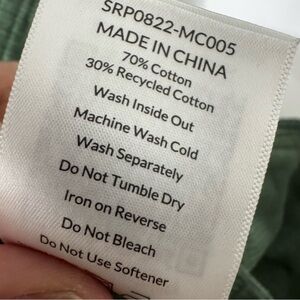 SRP0822-MC005
MADE IN CHINA
70% Cotton
30% Recycled Cotton
Wash Inside Out
Machine Wash Cold
Wash Separately
Do Not Tumble Dry
Iron on Reverse
Do Not Bleach
Do Not Use Softener